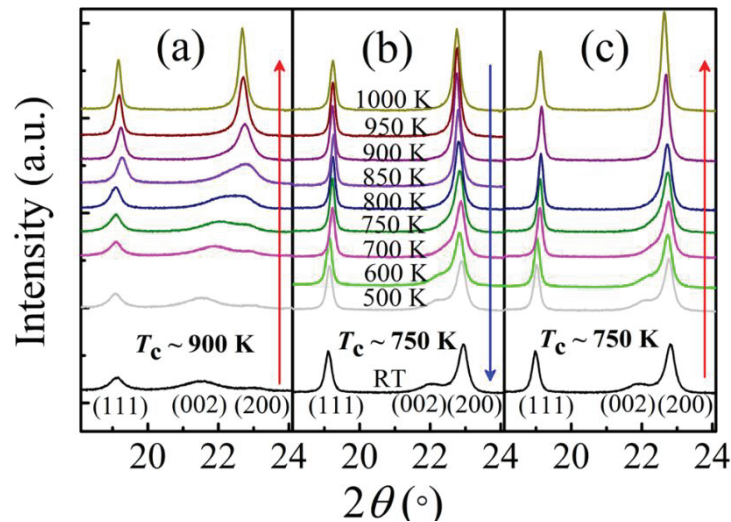 (a) (b) (c)
1000 K
950 K
900 K
850 K
800 K
750 K
700 K
600 K
500 K
Tc ~ 900 K Tc ~ 750 K Tc ~ 750 K
RT
(111) (002) (200) (111) (002)(200) (111) (002) (200)
20 22 24 20 22 24 20 22 24
2θ (°)
Intensity (a.u.)